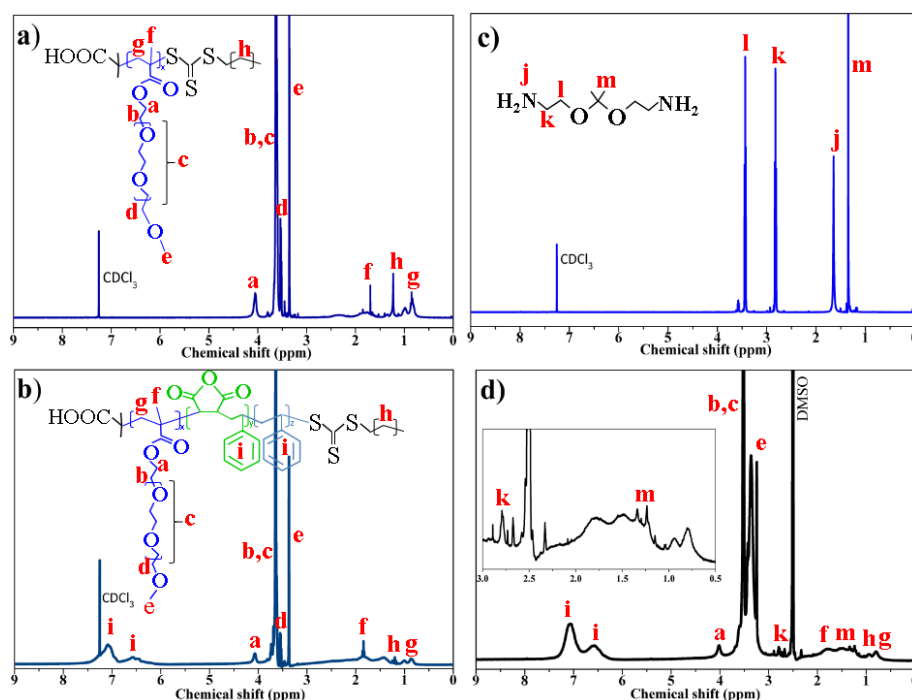 a)
HOOC
g
f
x
S
S
S
h
O
O
a
b
O
O
c
O
d
O
e
e
b,c
d
CDCl3
a
f
h
g
9 8 7 6 5 4 3 2 1 0
Chemical shift (ppm)
c)
j
H2N
l
k
O
m
O
NH2
l
k
m
j
CDCl3
9 8 7 6 5 4 3 2 1 0
Chemical shift (ppm)
b)
HOOC
g
f
x
O
O
O
y
z
i
i
S
S
S
h
O
O
a
b
O
O
c
O
d
O
e
e
b,c
d
CDCl3
i
i
a
f
h
g
9 8 7 6 5 4 3 2 1 0
Chemical shift (ppm)
d)
b,c
DMSO
e
k
m
3.0 2.5 2.0 1.5 1.0 0.5
i
i
a
k
f
m
h
g
9 8 7 6 5 4 3 2 1 0
Chemical shift (ppm)